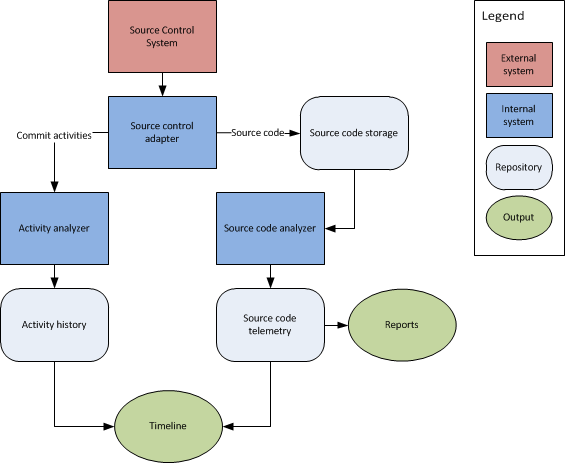 Source Control
System
Source control
adapter
Commit activities
Source code
Source code storage
Activity analyzer
Source code analyzer
Activity history
Source code
telemetry
Reports
Timeline
Legend
External
system
Internal
system
Repository
Output